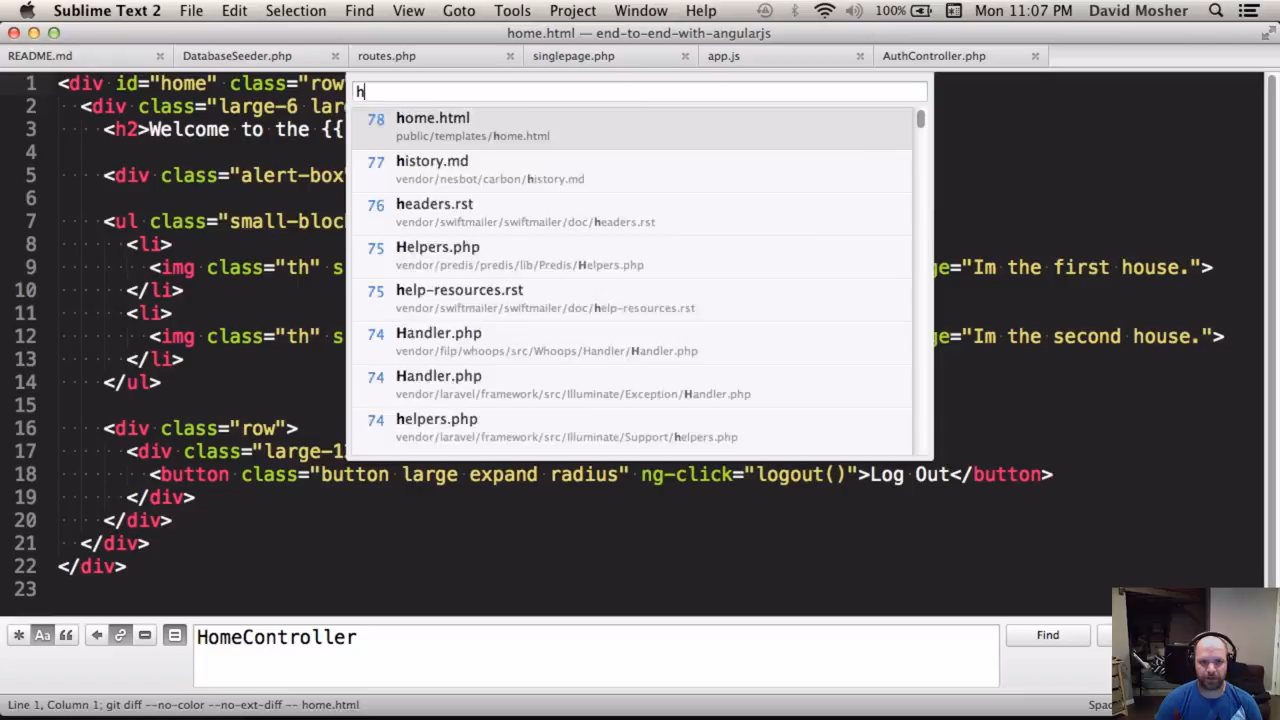 Sublime Text 2 File Edit Selection Find View Goto Tools Project Window Help 100% Mon 11:07 PM David Mosher
home.html — end-to-end-with-angularjs
README.md DatabaseSeeder.php routes.php singlepage.php app.js AuthController.php
h
78 home.html
public/templates/home.html
77 history.md
vendor/nesbot/carbon/history.md
76 headers.rst
vendor/swiftmailer/swiftmailer/doc/headers.rst
75 Helpers.php
vendor/predis/predis/lib/Predis/Helpers.php
75 help-resources.rst
vendor/swiftmailer/swiftmailer/doc/help-resources.rst
74 Handler.php
vendor/filp/whoops/src/Whoops/Handler/Handler.php
74 Handler.php
vendor/laravel/framework/src/Illuminate/Exception/Handler.php
74 helpers.php
vendor/laravel/framework/src/Illuminate/Support/helpers.php
1 <div id="home" class="row
2 <div class="large-6 lar
3 <h2>Welcome to the {{
4
5 <div class="alert-box"
6
7 <ul class="small-block
8 <li>
9 <img class="th" s ge="Im the first house.">
10 </li>
11 <li>
12 <img class="th" s ge="Im the second house.">
13 </li>
14 </ul>
15
16 <div class="row">
17 <div class="large-12
18 <button class="button large expand radius" ng-click="logout()">Log Out</button>
19 </div>
20 </div>
21 </div>
22 </div>
23
Aa HomeController Find
Line 1, Column 1; git diff --no-color --no-ext-diff -- home.html Spac